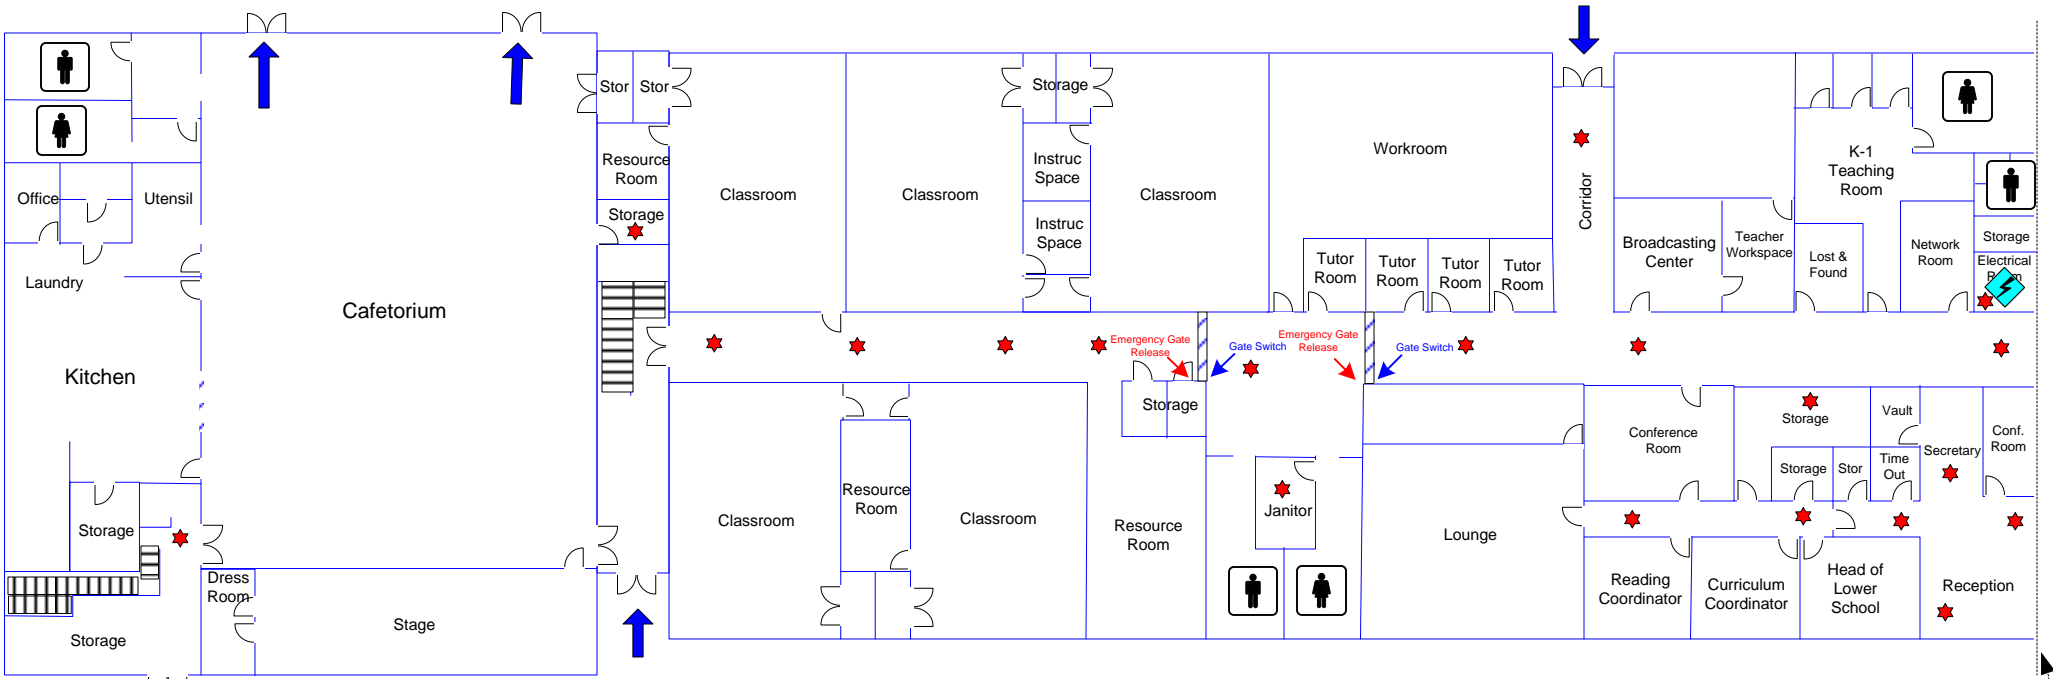 Stor
Stor
Storage
Resource
Room
Storage
Classroom
Classroom
Instruc
Space
Instruc
Space
Classroom
Workroom
Tutor
Room
Tutor
Room
Tutor
Room
Tutor
Room
Corridor
Broadcasting
Center
Teacher
Workspace
K-1
Teaching
Room
Lost &
Found
Network
Room
Storage
Electrical
Room
Office
Utensil
Laundry
Kitchen
Cafetorium
Emergency Gate
Release
Gate Switch
Emergency Gate
Release
Gate Switch
Storage
Classroom
Resource
Room
Classroom
Resource
Room
Janitor
Lounge
Conference
Room
Storage
Vault
Secretary
Conf.
Room
Storage
Stor
Time
Out
Reading
Coordinator
Curriculum
Coordinator
Head of
Lower
School
Reception
Storage
Dress
Room
Stage
Storage